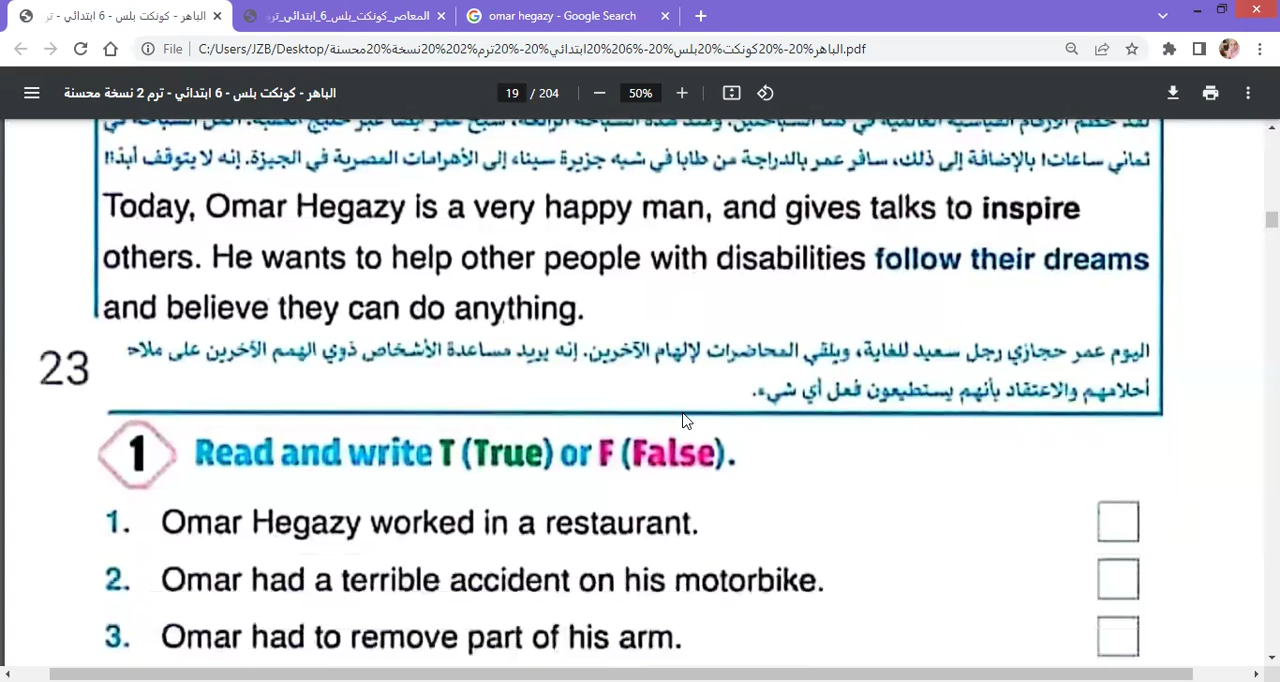 الباهر - كونكت بلس - 6 ابتدائي - تر
المعاصر_كونكت_بلس_6_ابتدائي_تر
omar hegazy - Google Search
File C:/Users/JZB/Desktop/الباهر%20-%20كونكت%20بلس%20-%206%20ابتدائي%20-%20ترم%202%20نسخة%20محسنة.pdf
الباهر - كونكت بلس - 6 ابتدائي - ترم 2 نسخة محسنة
19 / 204
50%
ثماني ساعات! بالإضافة إلى ذلك، سافر عمر بالدراجة من طابا في شبه جزيرة سيناء إلى الأهرامات المصرية في الجيزة. إنه لا يتوقف أبدًا!
Today, Omar Hegazy is a very happy man, and gives talks to inspire
others. He wants to help other people with disabilities follow their dreams
and believe they can do anything.
23
اليوم عمر حجازي رجل سعيد للغاية، ويلقي المحاضرات لإلهام الآخرين. إنه يريد مساعدة الأشخاص ذوي الهمم الآخرين على
أحلامهم والاعتقاد بأنهم يستطيعون فعل أي شيء.
1 Read and write T (True) or F (False).
1. Omar Hegazy worked in a restaurant.
2. Omar had a terrible accident on his motorbike.
3. Omar had to remove part of his arm.